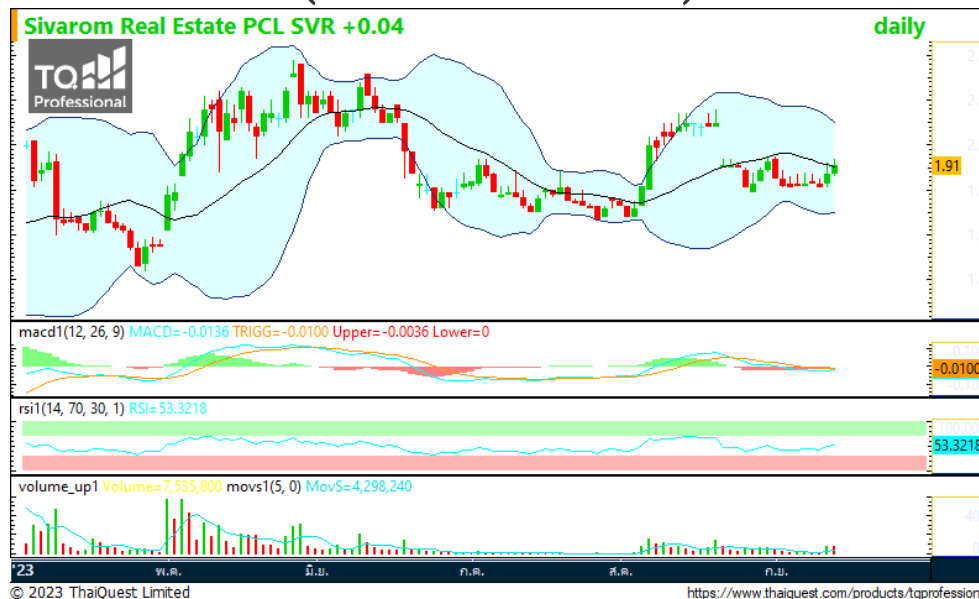 Sivarom Real Estate PCL SVR +0.04 daily
TQ
Professional
1.91
macd1(12, 26, 9) MACD=-0.0136 TRIGG=-0.0100 Upper=-0.0036 Lower=0
-0.0100
rsi1(14, 70, 30, 1) RSI=53.3218
100.00
53.3218
volume_up1 Volume=7,535,800 movs1(5, 0) MovS=4,298,240
'23 พ.ค. มิ.ย. ก.ค. ส.ค. ก.ย.
© 2023 ThaiQuest Limited https://www.thaiquest.com/products/tqprofession